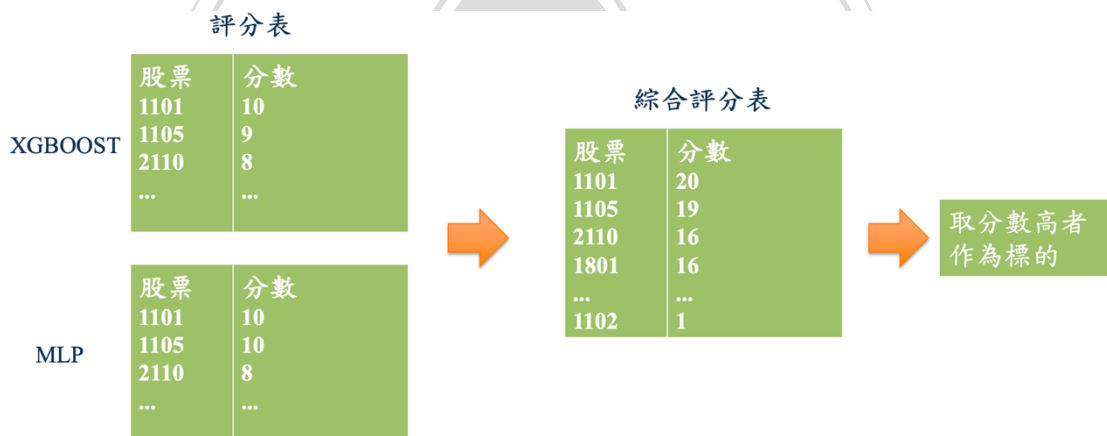 評分表
XGBOOST
股票 分數
1101 10
1105 9
2110 8
... ...
MLP
股票 分數
1101 10
1105 10
2110 8
... ...
綜合評分表
股票 分數
1101 20
1105 19
2110 16
1801 16
... ...
1102 1
取分數高者
作為標的